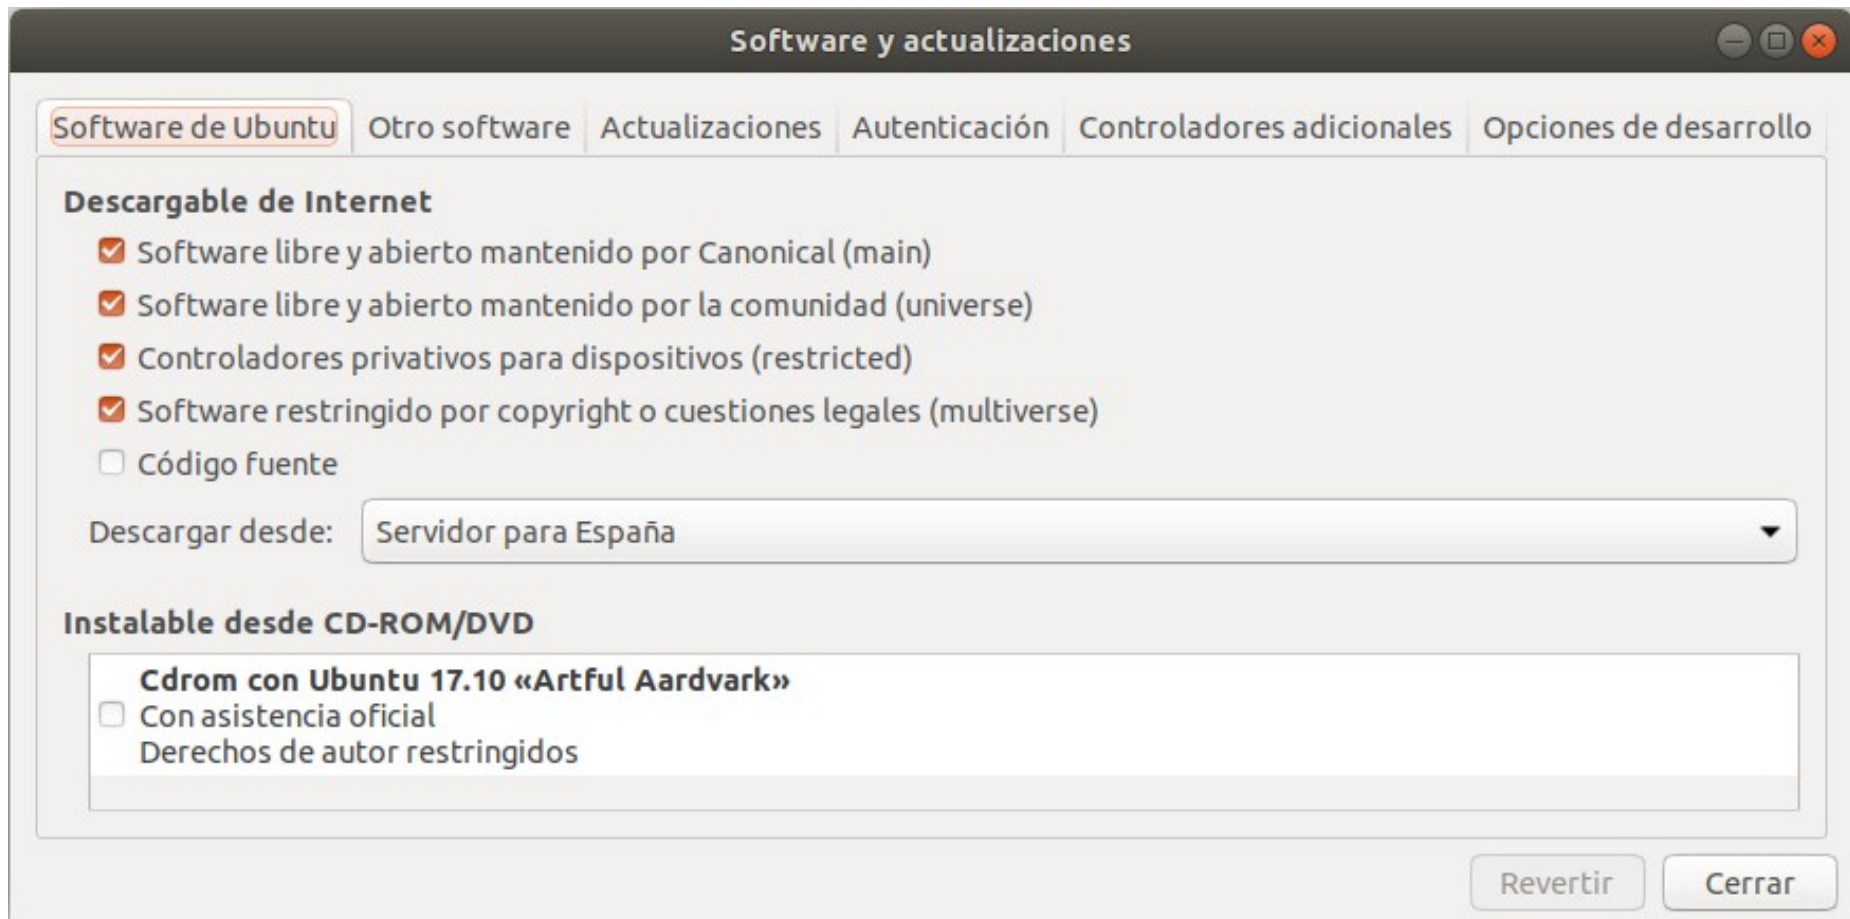 Software y actualizaciones
Software de Ubuntu Otro software Actualizaciones Autenticación Controladores adicionales Opciones de desarrollo
Descargable de Internet
Software libre y abierto mantenido por Canonical (main)
Software libre y abierto mantenido por la comunidad (universe)
Controladores privativos para dispositivos (restricted)
Software restringido por copyright o cuestiones legales (multiverse)
Código fuente
Descargar desde: Servidor para España
Instalable desde CD-ROM/DVD
Cdrom con Ubuntu 17.10 «Artful Aardvark»
Con asistencia oficial
Derechos de autor restringidos
Revertir Cerrar